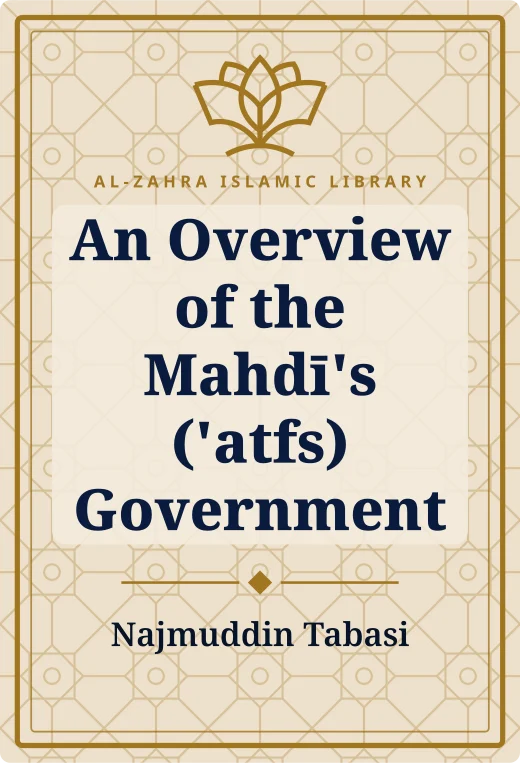 AL-ZAHRA ISLAMIC LIBRARY
An Overview
of the
Mahdī's
('atfs)
Government
Najmuddin Tabasi